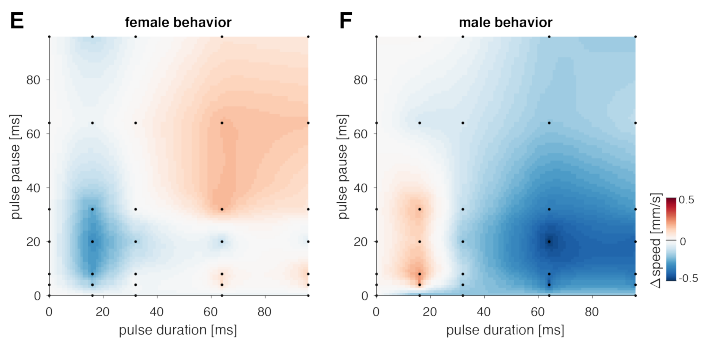 E
female behavior
F
male behavior
pulse pause [ms]
80
60
40
20
0
0 20 40 60 80
pulse duration [ms]
pulse pause [ms]
80
60
40
20
0
0 20 40 60 80
pulse duration [ms]
Δspeed [mm/s]
0.5
0
-0.5